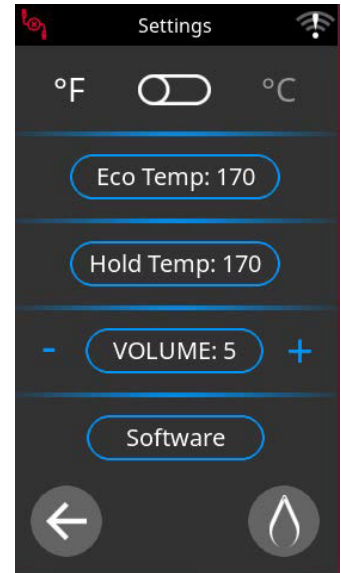 Settings
°F °C
Eco Temp: 170
Hold Temp: 170
- VOLUME: 5 +
Software